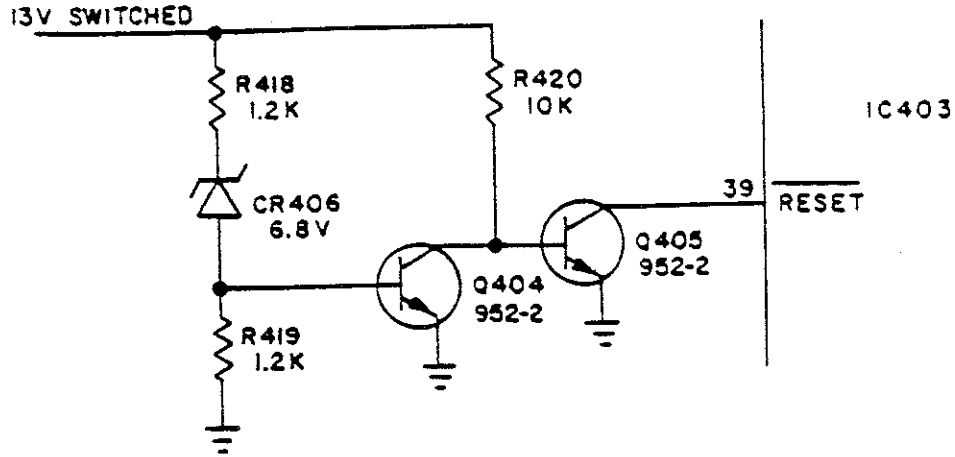 13V SWITCHED
R418
1.2K
R420
10K
IC403
CR406
6.8V
39
RESET
Q404
952-2
Q405
952-2
R419
1.2K